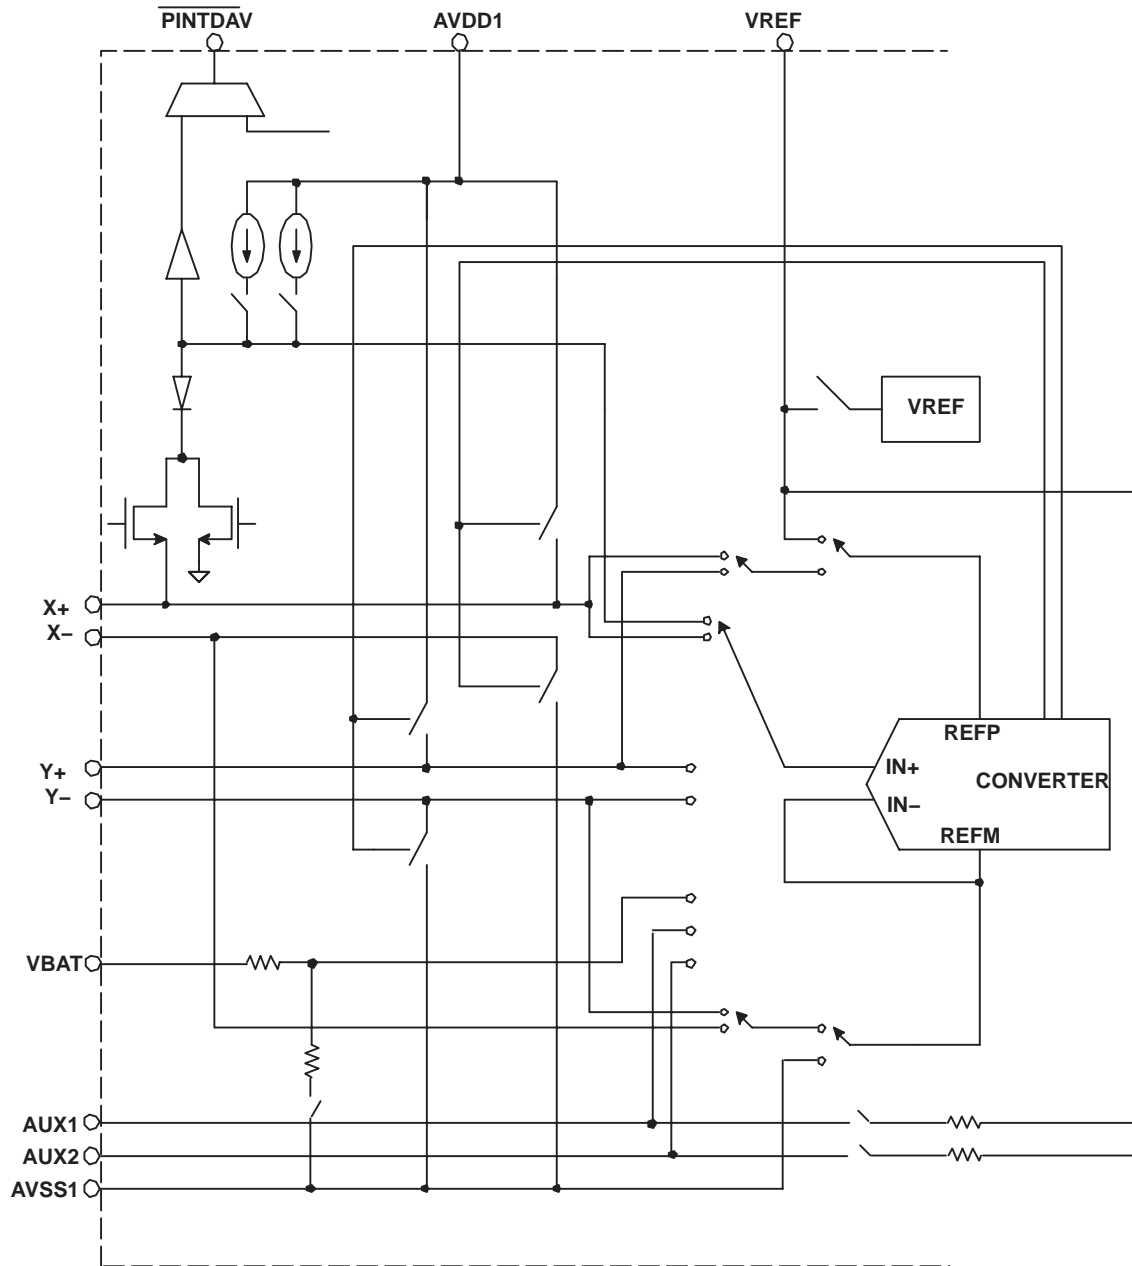 PINTDAV
AVDD1
VREF
VREF
X+
X–
REFP
Y+
IN+
CONVERTER
Y–
IN–
REFM
VBAT
AUX1
AUX2
AVSS1